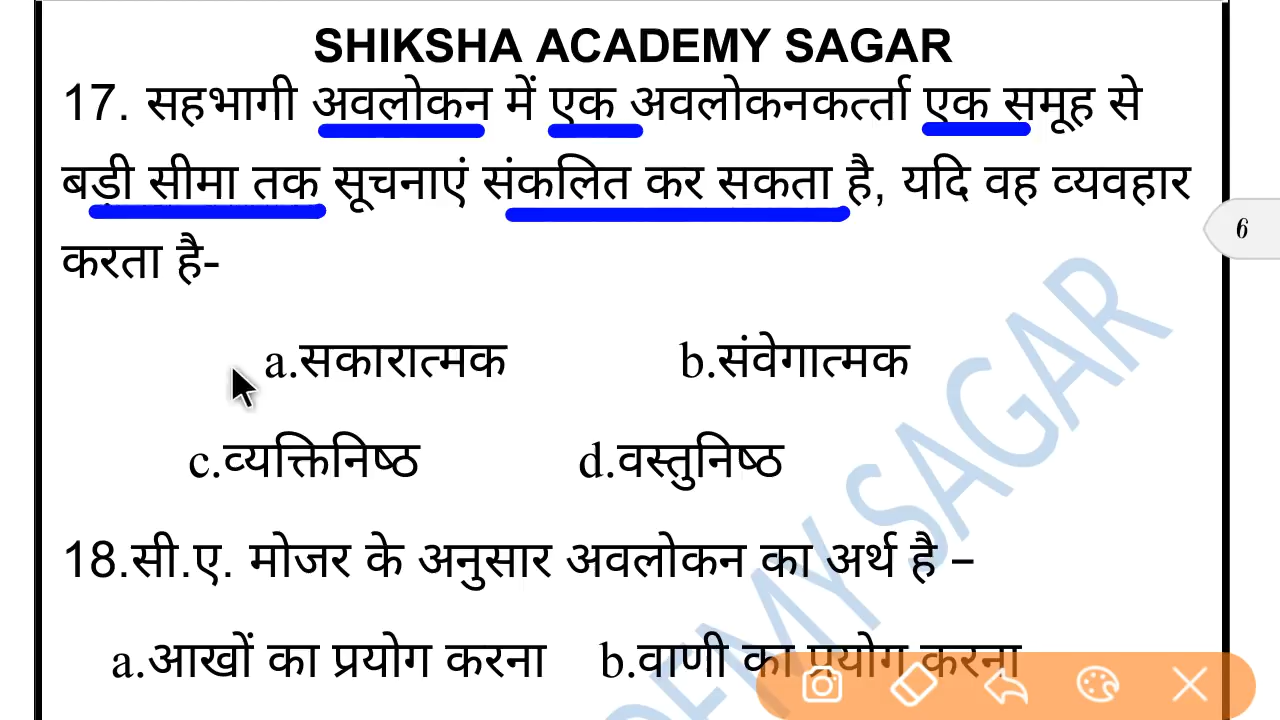 SHIKSHA ACADEMY SAGAR
17. सहभागी अवलोकन में एक अवलोकनकर्त्ता एक समूह से
बड़ी सीमा तक सूचनाएं संकलित कर सकता है, यदि वह व्यवहार
करता है-
6
a.सकारात्मक b.संवेगात्मक
c.व्यक्तिनिष्ठ d.वस्तुनिष्ठ
18.सी.ए. मोजर के अनुसार अवलोकन का अर्थ है –
a.आखों का प्रयोग करना b.वाणी का प्रयोग करना
DEMY SAGAR